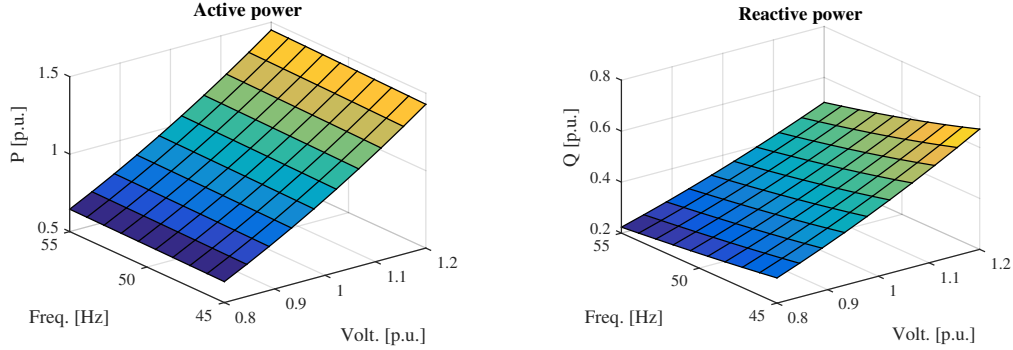 Active power
1.5
1
0.5
P [p.u.]
55
50
45
Freq. [Hz]
0.8
0.9
1
1.1
1.2
Volt. [p.u.]
Reactive power
0.8
0.6
0.4
0.2
Q [p.u.]
55
50
45
Freq. [Hz]
0.8
0.9
1
1.1
1.2
Volt. [p.u.]